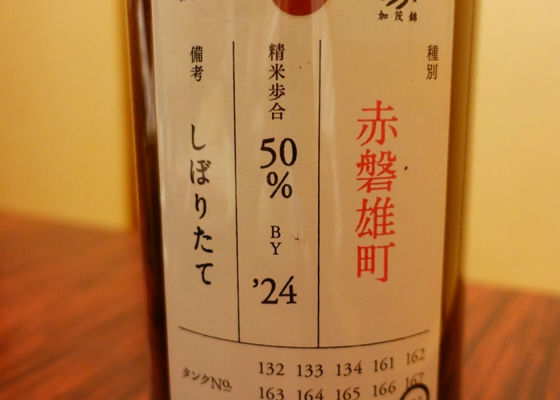 加茂錦
種別
赤磐雄町
精米歩合
50
%
BY
’24
備考
しぼりたて
タンクNo.
132 133 134 161 162
163 164 165 166 167